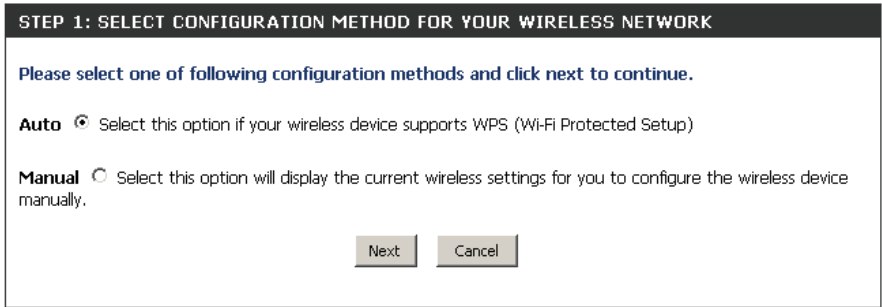 STEP 1: SELECT CONFIGURATION METHOD FOR YOUR WIRELESS NETWORK
Please select one of following configuration methods and click next to continue.
Auto Select this option if your wireless device supports WPS (Wi-Fi Protected Setup)
Manual Select this option will display the current wireless settings for you to configure the wireless device
manually.
Next Cancel